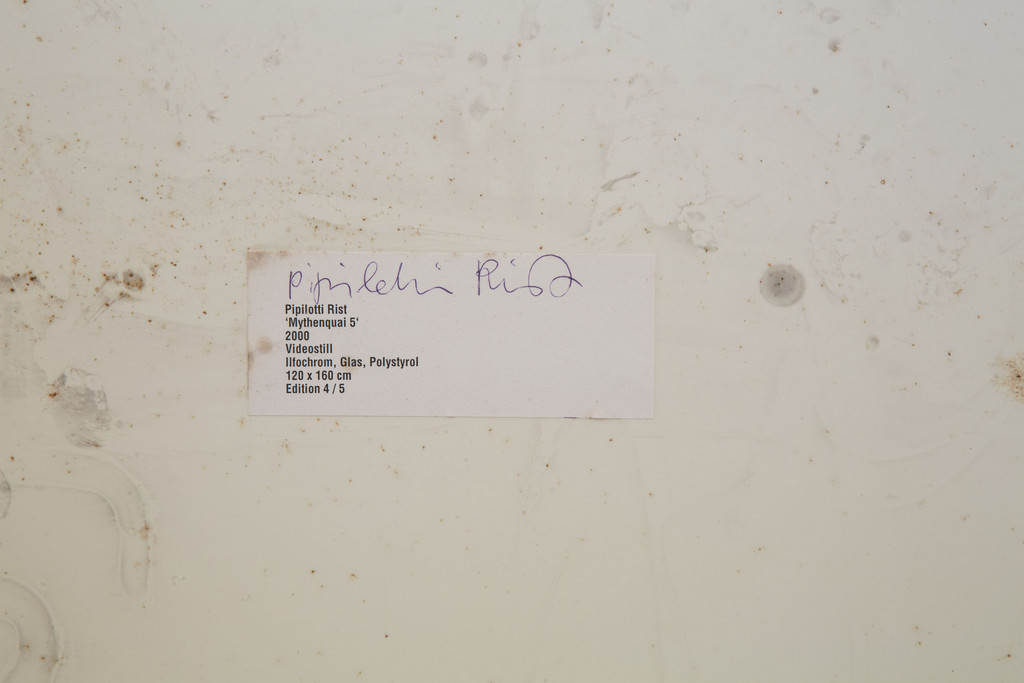 Pipilotti Rist
Pipilotti Rist
‘Mythenquai 5‘
2000
Videostill
Ilfochrom, Glas, Polystyrol
120 x 160 cm
Edition 4 / 5